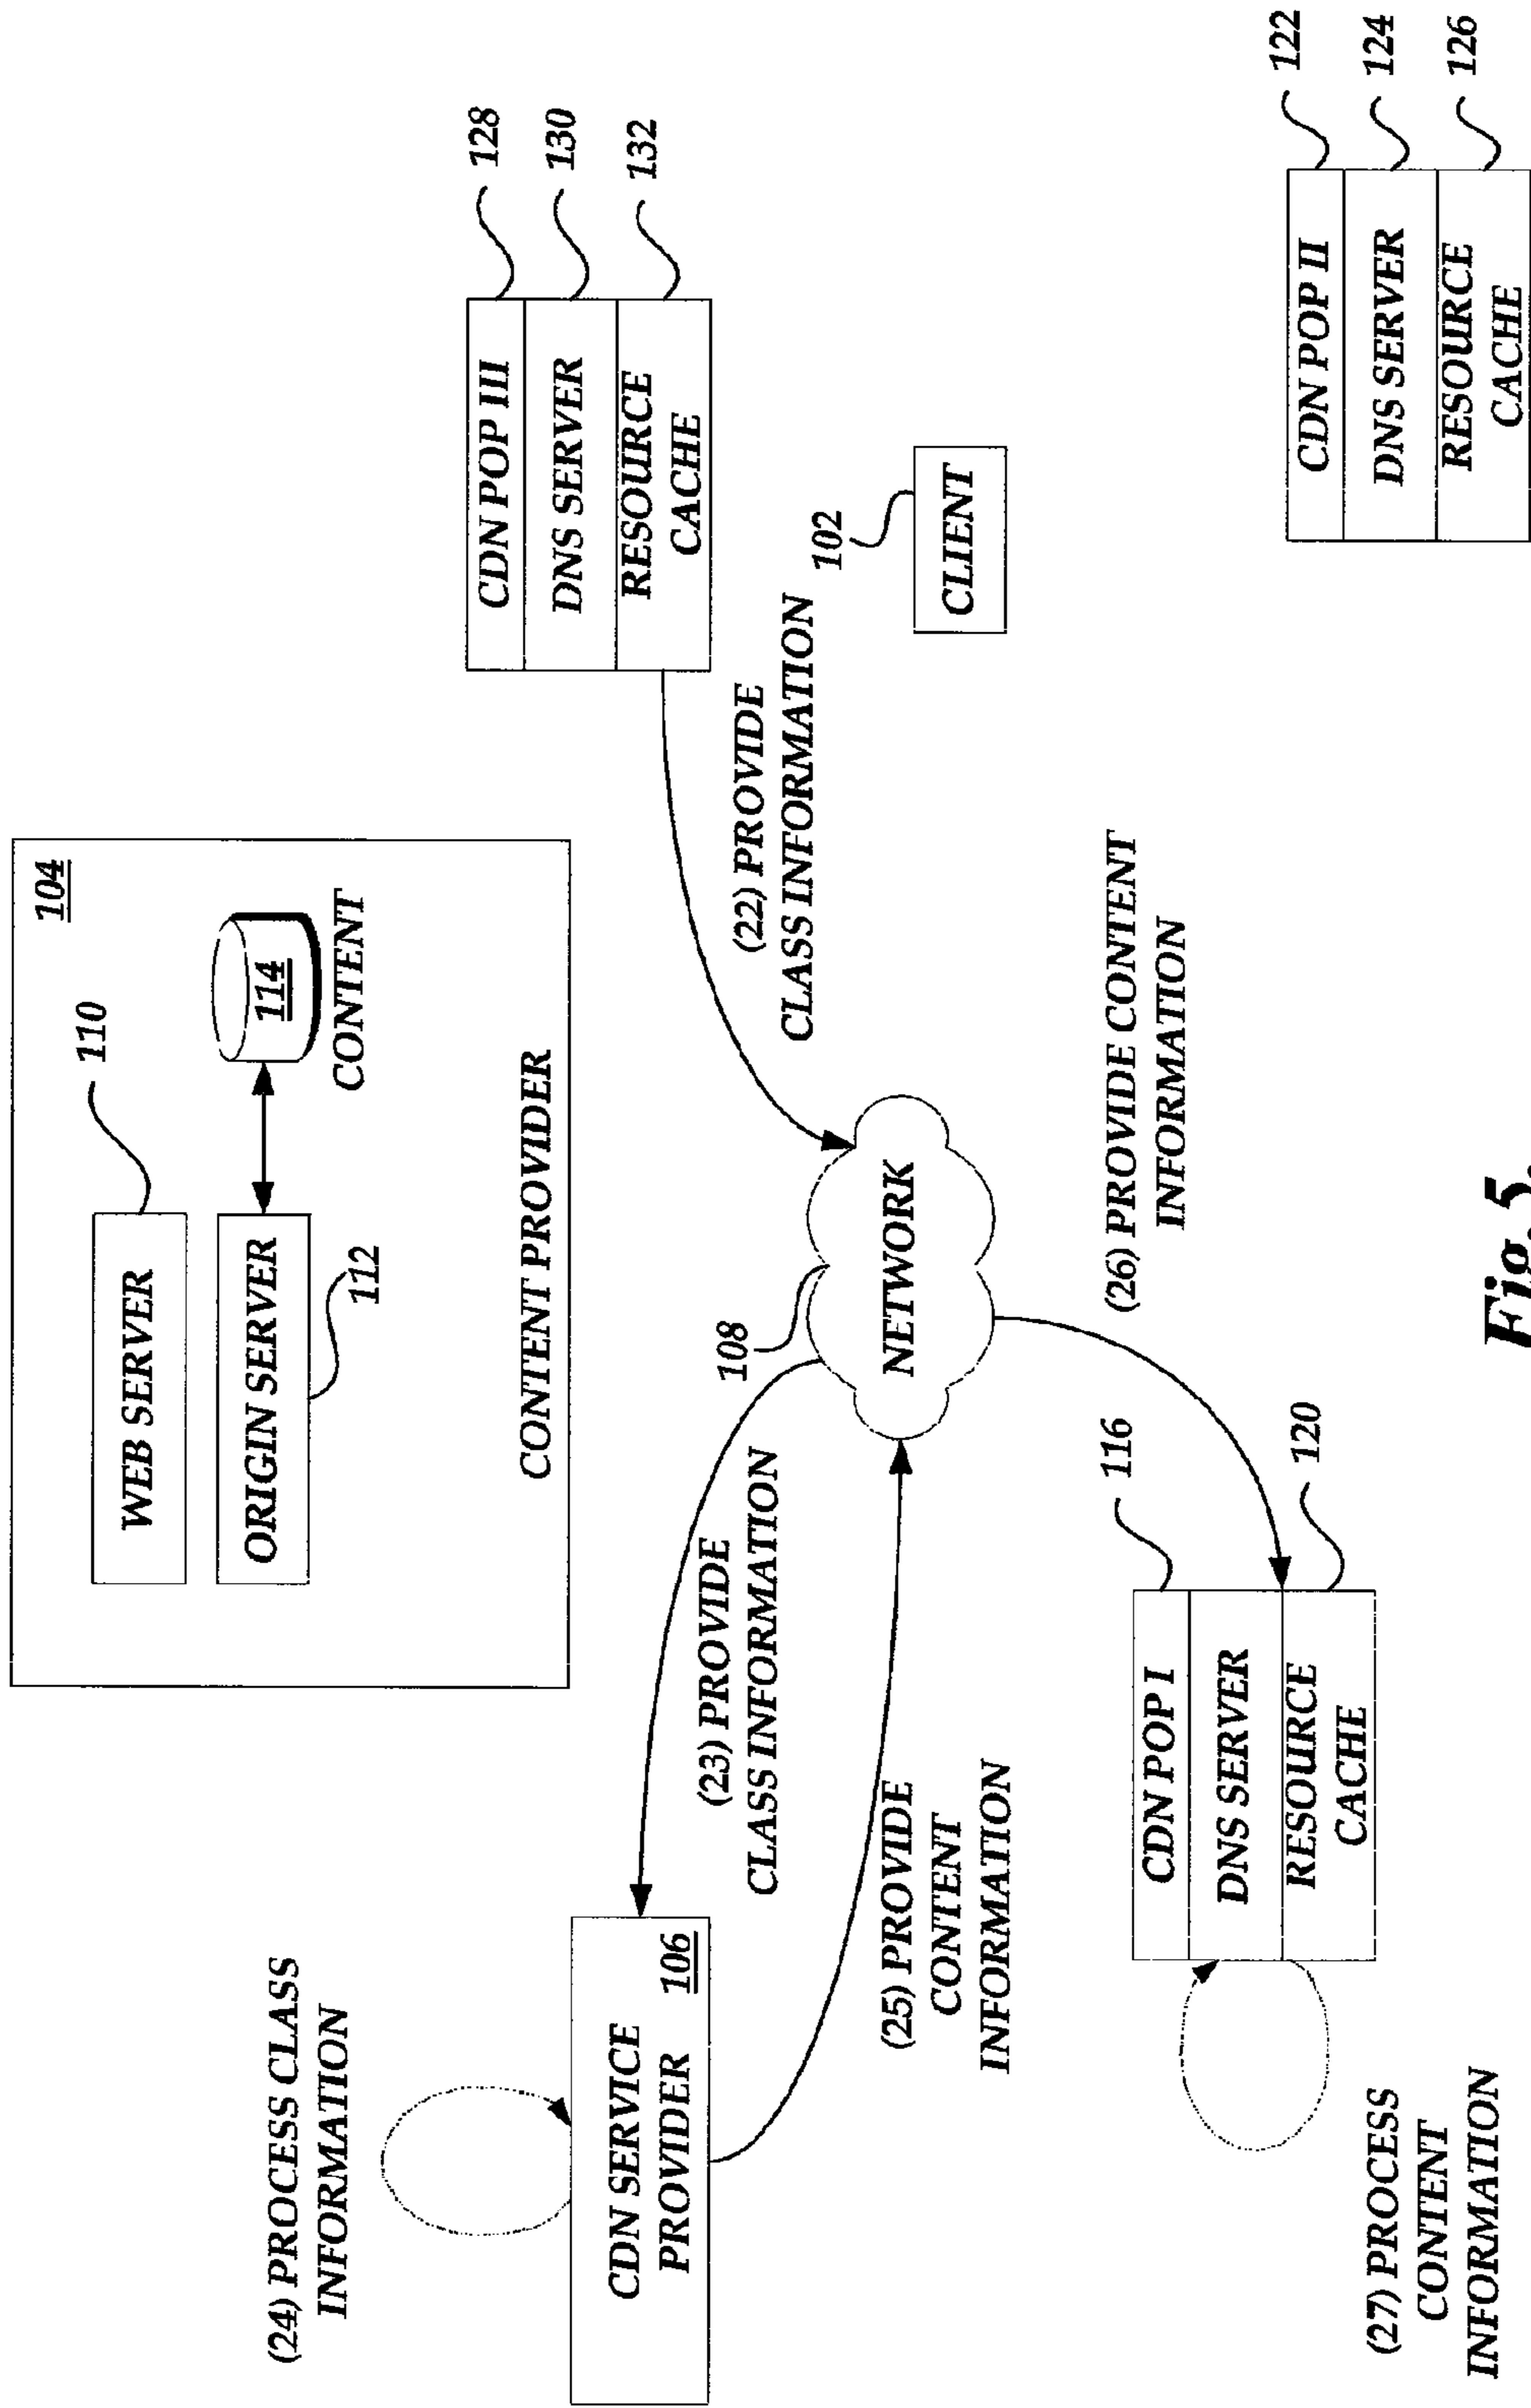 104
WEB SERVER
110
ORIGIN SERVER
112
114
CONTENT
CONTENT PROVIDER
(24) PROCESS CLASS
INFORMATION
CDN SERVICE
PROVIDER
106
(23) PROVIDE
CLASS INFORMATION
108
NETWORK
(22) PROVIDE
CLASS INFORMATION
CDN POP III
DNS SERVER
RESOURCE
CACHE
128
130
132
102
CLIENT
(25) PROVIDE
CONTENT
INFORMATION
(26) PROVIDE CONTENT
INFORMATION
CDN POP I
DNS SERVER
RESOURCE
CACHE
116
120
(27) PROCESS
CONTENT
INFORMATION
CDN POP II
DNS SERVER
RESOURCE
CACHE
122
124
126
Fig.5.